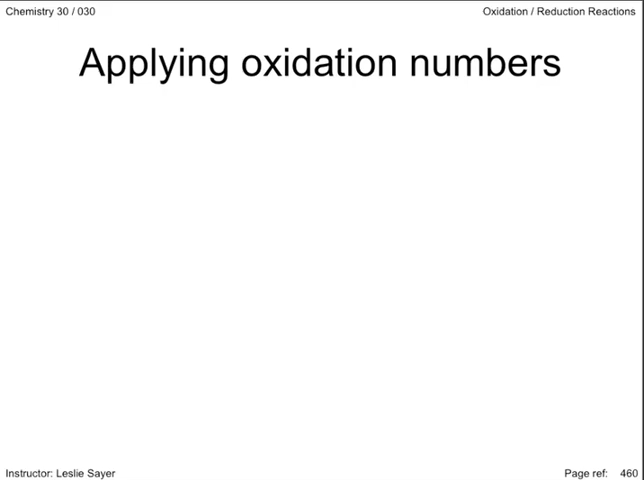 Chemistry 30 / 030
Oxidation / Reduction Reactions
Applying oxidation numbers
Instructor: Leslie Sayer
Page ref: 460